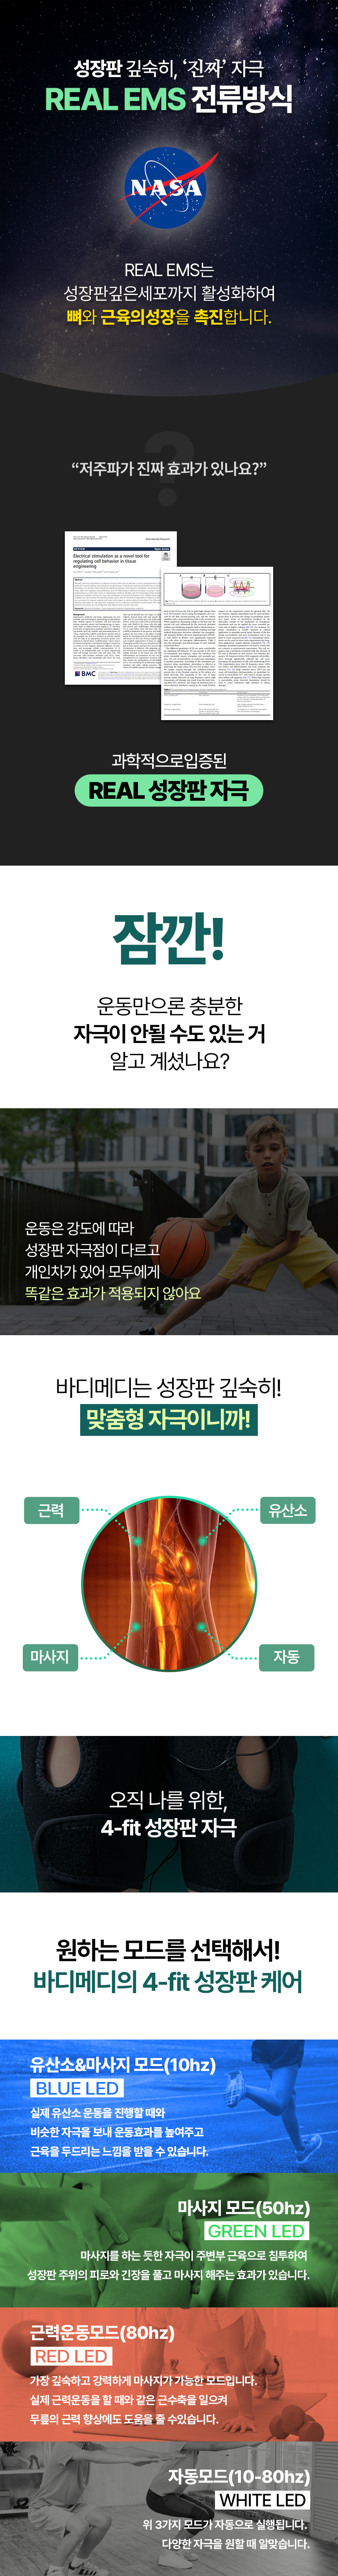 성장판 깊숙히, ‘진짜’ 자극
REAL EMS 전류방식
NASA
REAL EMS는
성장판깊은세포까지 활성화하여
뼈와 근육의성장을 촉진합니다.
?
“저주파가 진짜 효과가 있나요?”
Electrical stimulation as a novel tool for
regulating cell behavior in tissue
engineering
BMC
과학적으로입증된
REAL 성장판 자극
잠깐!
운동만으론 충분한
자극이 안될 수도 있는 거
알고 계셨나요?
운동은 강도에 따라
성장판 자극점이 다르고
개인차가 있어 모두에게
똑같은 효과가 적용되지 않아요
바디메디는 성장판 깊숙히!
맞춤형 자극이니까!
근력
유산소
마사지
자동
오직 나를 위한,
4-fit 성장판 자극
원하는 모드를 선택해서!
바디메디의 4-fit 성장판 케어
유산소&마사지 모드(10hz)
BLUE LED
실제 유산소 운동을 진행할 때와
비슷한 자극을 보내 운동효과를 높여주고
근육을 두드리는 느낌을 받을 수 있습니다.
마사지 모드(50hz)
GREEN LED
마사지를 하는 듯한 자극이 주변부 근육으로 침투하여
성장판 주위의 피로와 긴장을 풀고 마사지 해주는 효과가 있습니다.
근력운동모드(80hz)
RED LED
가장 깊숙하고 강력하게 마사지가 가능한 모드입니다.
실제 근력운동을 할 때와 같은 근수축을 일으켜
무릎의 근력 향상에도 도움을 줄 수있습니다.
자동모드(10-80hz)
WHITE LED
위 3가지 모드가 자동으로 실행됩니다.
다양한 자극을 원할 때 알맞습니다.